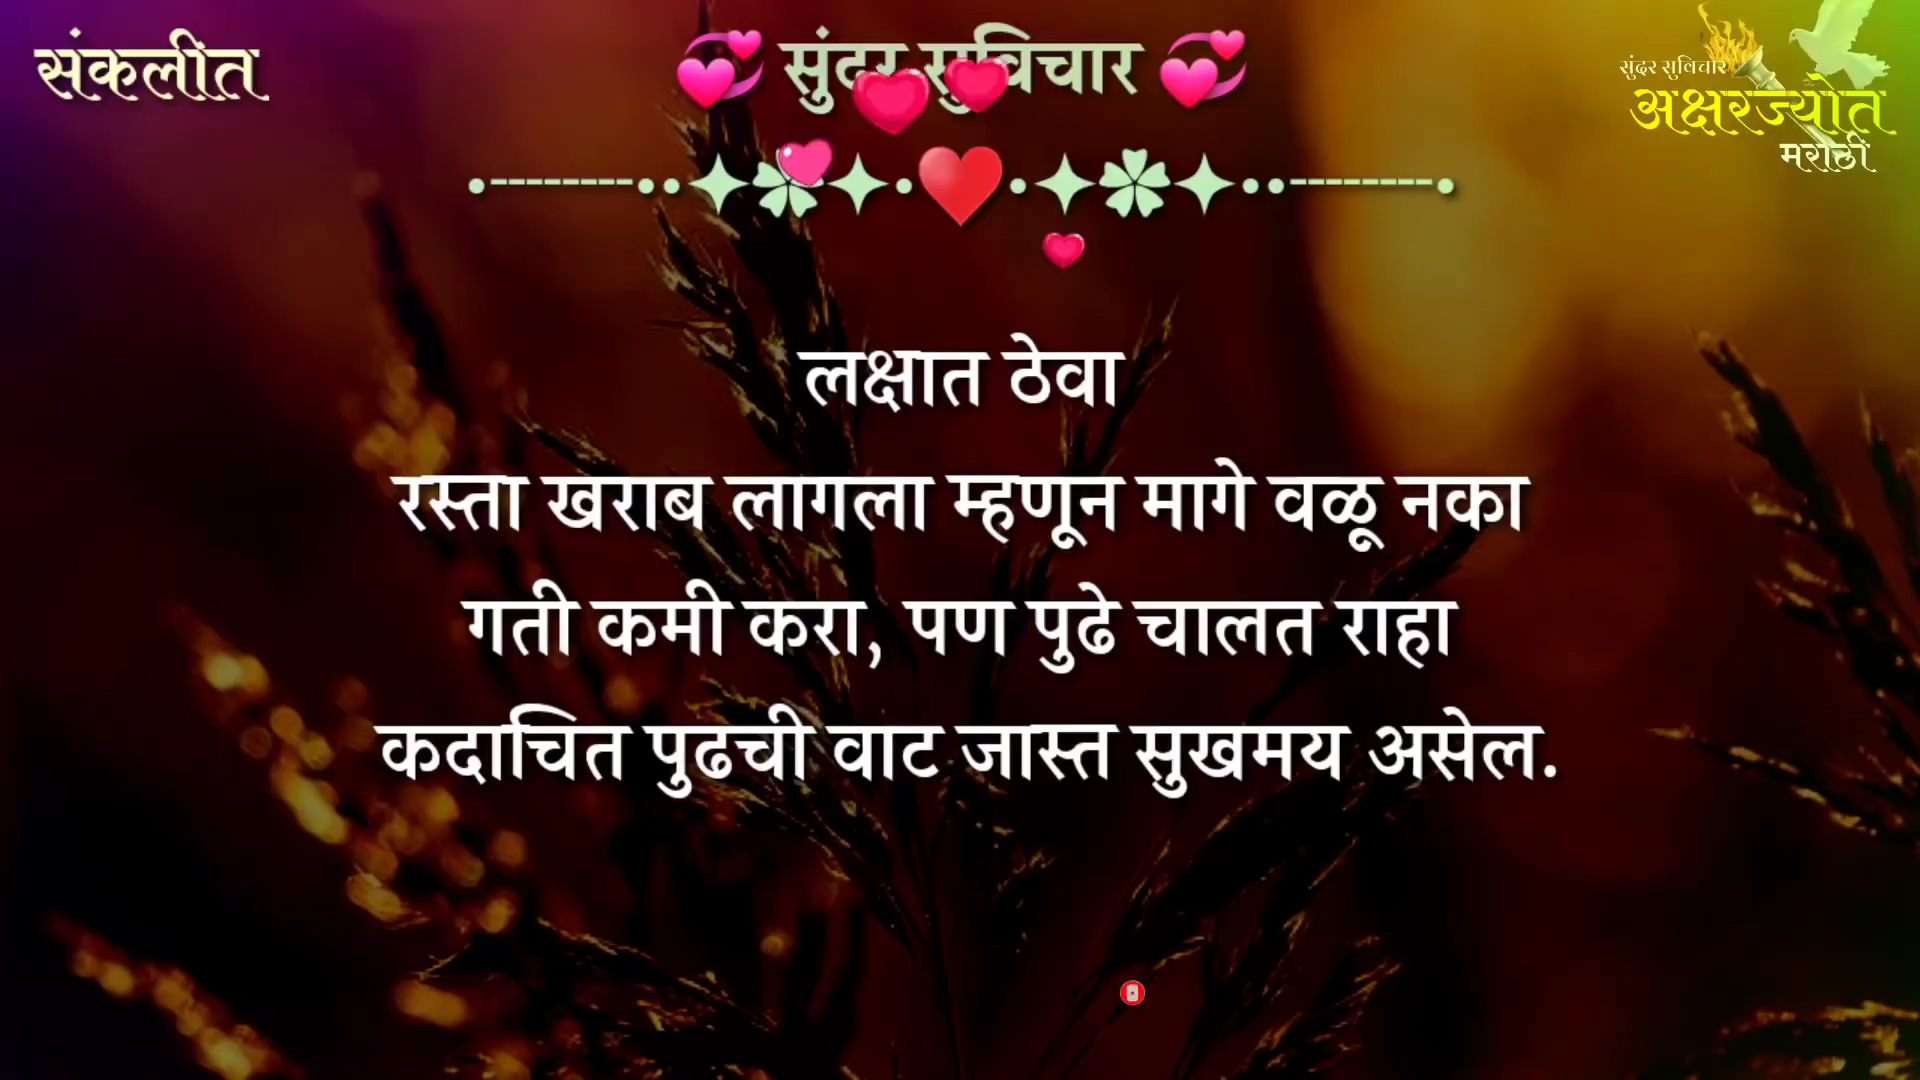 संकलीत
सुंदर सुविचार
सुंदर सुविचार
अक्षरज्योत
मराठी
लक्षात ठेवा
रस्ता खराब लागला म्हणून मागे वळू नका
गती कमी करा, पण पुढे चालत राहा
कदाचित पुढची वाट जास्त सुखमय असेल.